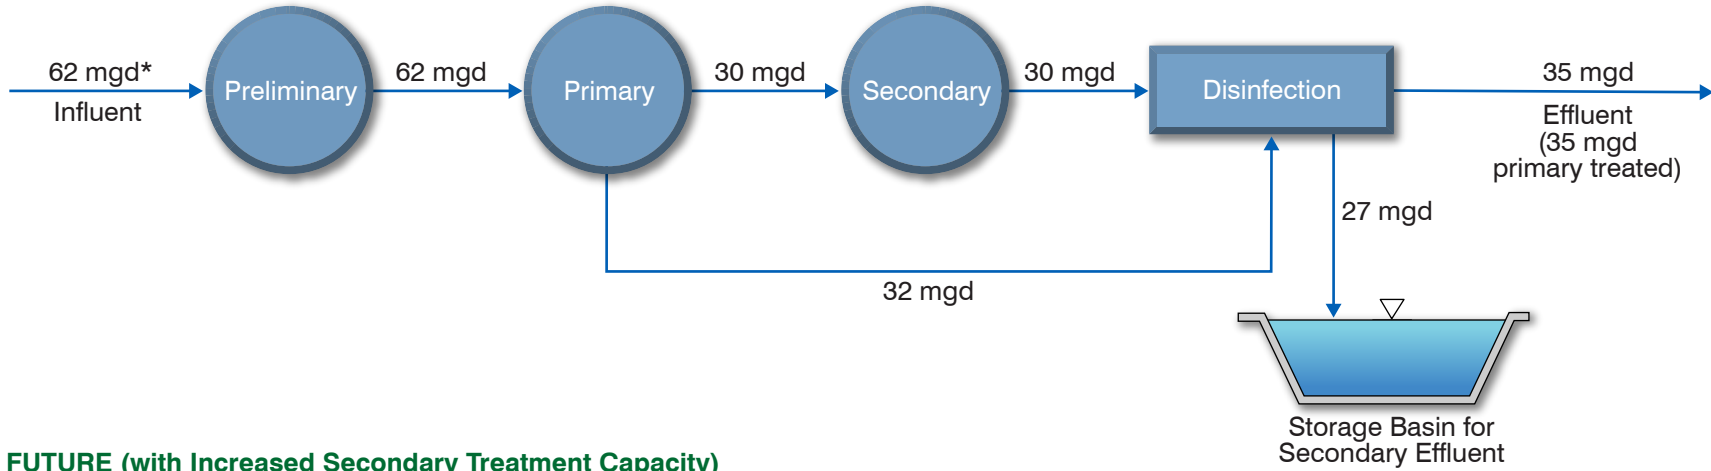 62 mgd*
Influent
Preliminary
62 mgd
Primary
30 mgd
Secondary
30 mgd
Disinfection
35 mgd
Effluent
(35 mgd
primary treated)
27 mgd
32 mgd
Storage Basin for
Secondary Effluent
FUTURE (with Increased Secondary Treatment Capacity)